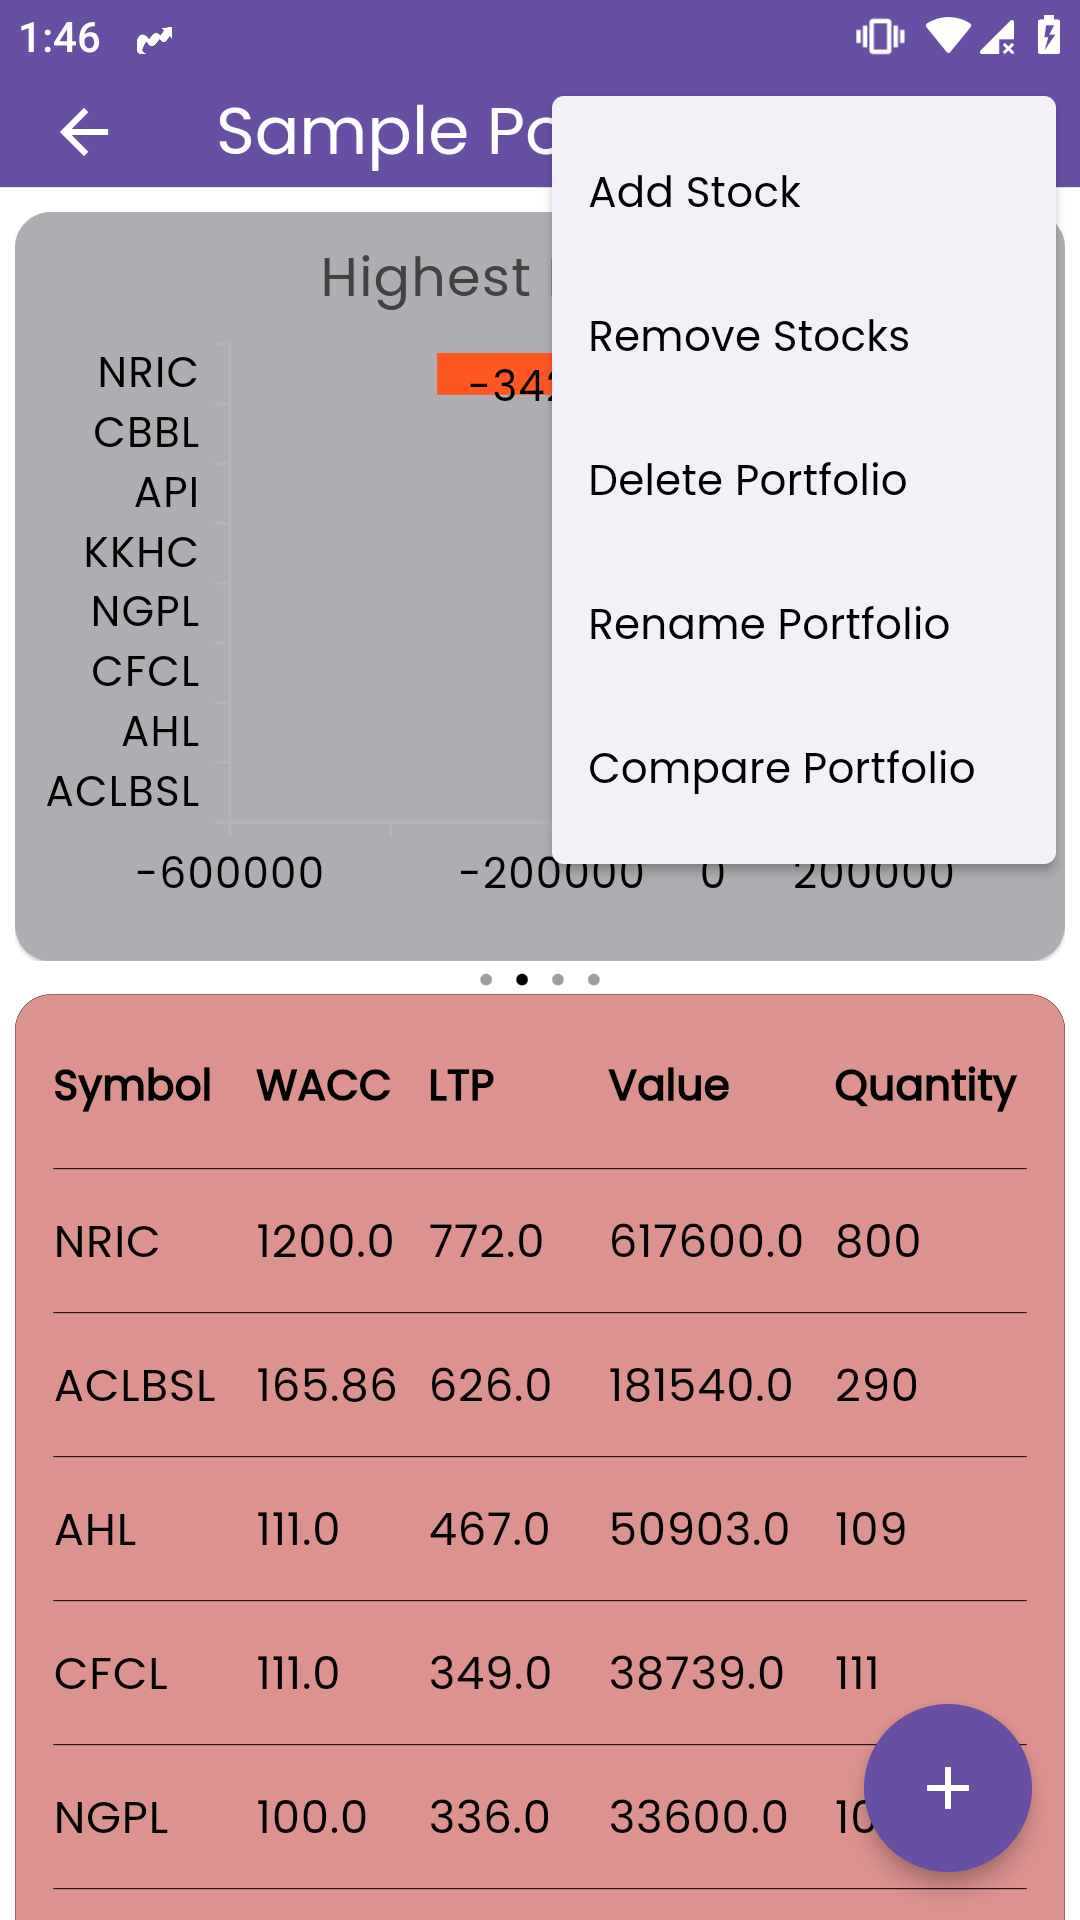 1:46
Sample Po
Add Stock
Remove Stocks
Delete Portfolio
Rename Portfolio
Compare Portfolio
Highest
NRIC
-342
CBBL
API
KKHC
NGPL
CFCL
AHL
ACLBSL
-600000 -200000 0 200000
Symbol WACC LTP Value Quantity
NRIC 1200.0 772.0 617600.0 800
ACLBSL 165.86 626.0 181540.0 290
AHL 111.0 467.0 50903.0 109
CFCL 111.0 349.0 38739.0 111
NGPL 100.0 336.0 33600.0 10